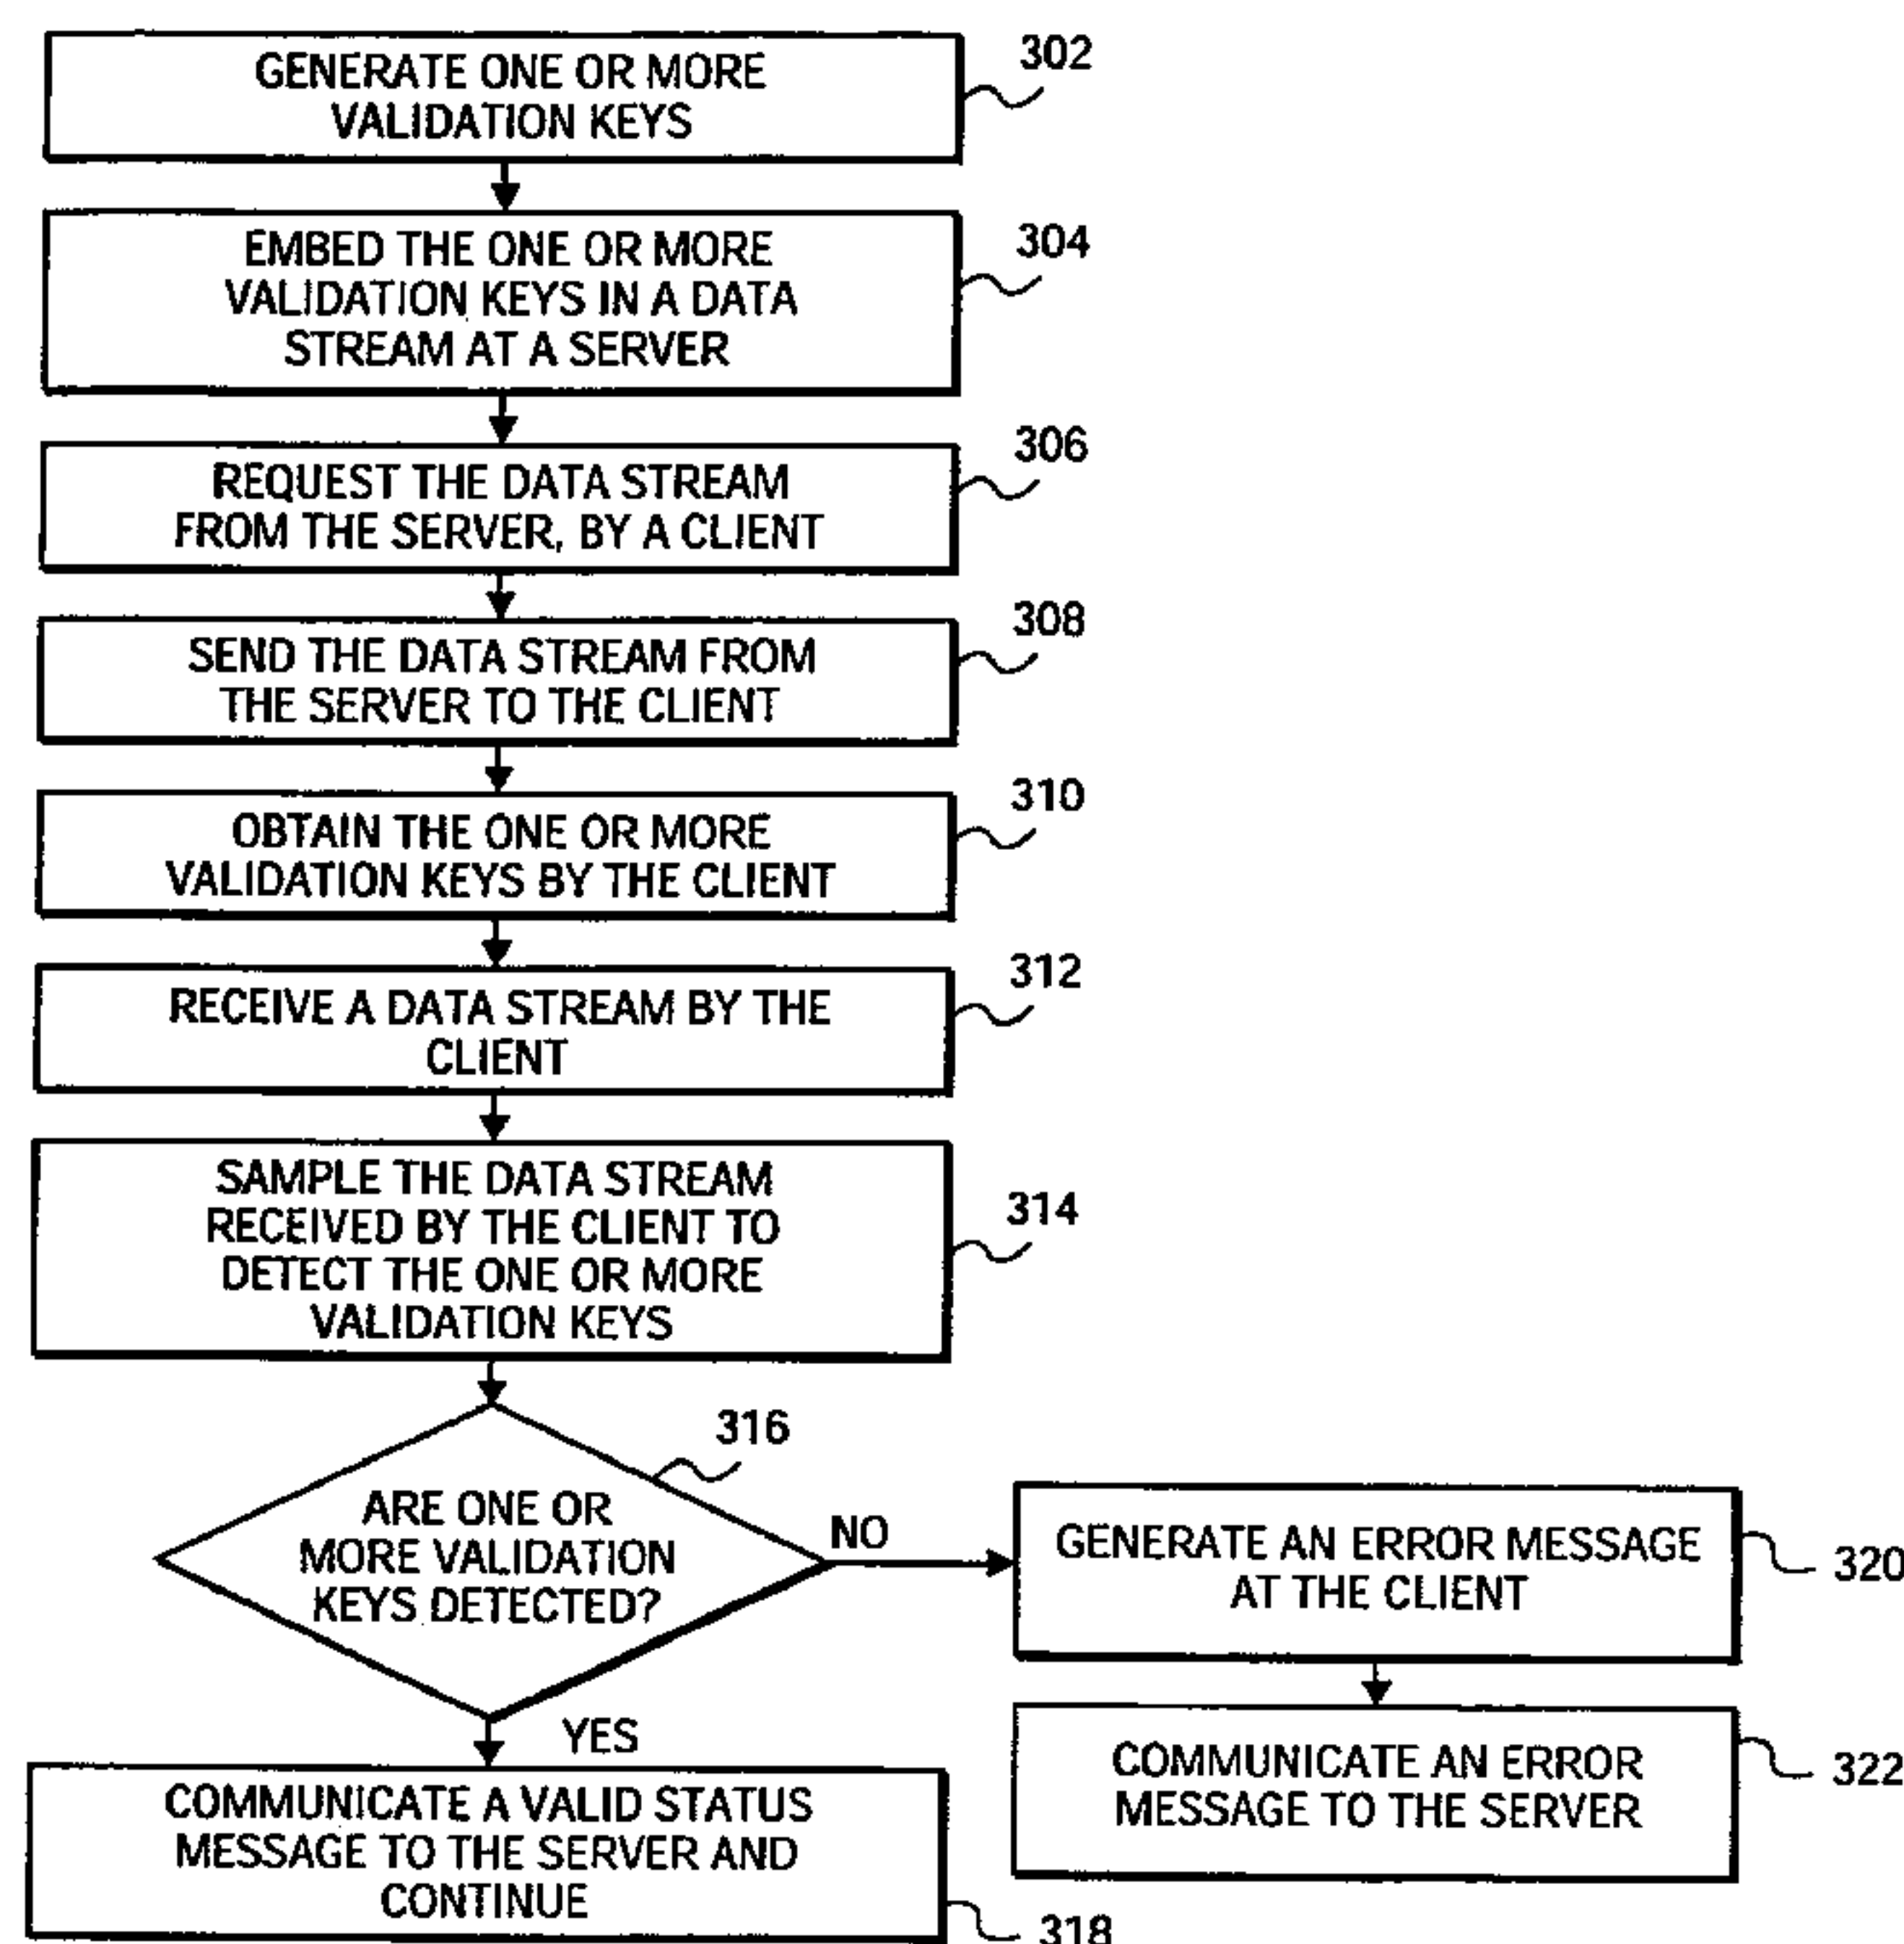 GENERATE ONE OR MORE
VALIDATION KEYS
302
EMBED THE ONE OR MORE
VALIDATION KEYS IN A DATA
STREAM AT A SERVER
304
REQUEST THE DATA STREAM
FROM THE SERVER, BY A CLIENT
306
SEND THE DATA STREAM FROM
THE SERVER TO THE CLIENT
308
OBTAIN THE ONE OR MORE
VALIDATION KEYS BY THE CLIENT
310
RECEIVE A DATA STREAM BY THE
CLIENT
312
SAMPLE THE DATA STREAM
RECEIVED BY THE CLIENT TO
DETECT THE ONE OR MORE
VALIDATION KEYS
314
ARE ONE OR
MORE VALIDATION
KEYS DETECTED?
316
NO
GENERATE AN ERROR MESSAGE
AT THE CLIENT
320
COMMUNICATE AN ERROR
MESSAGE TO THE SERVER
322
YES
COMMUNICATE A VALID STATUS
MESSAGE TO THE SERVER AND
CONTINUE
318